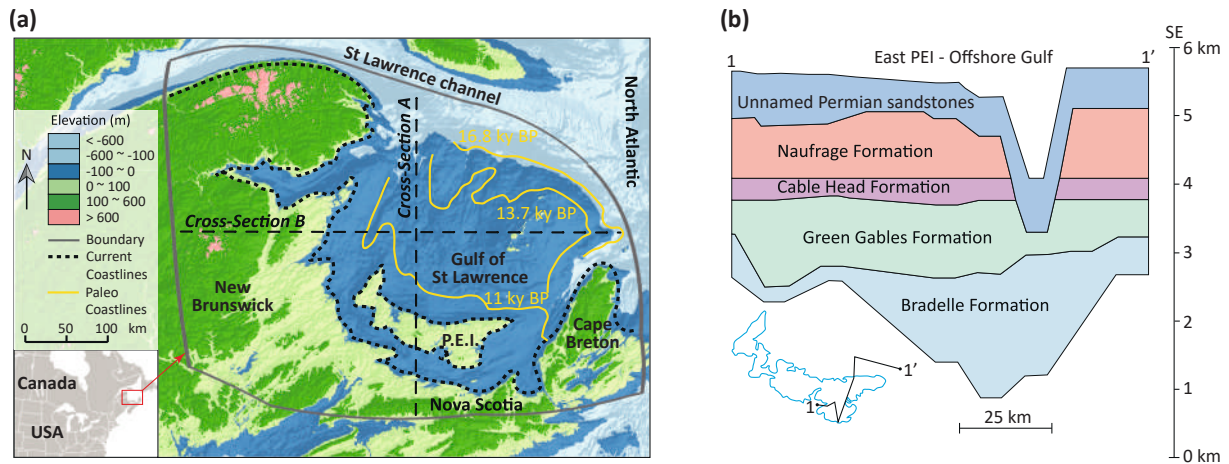 (a)
St Lawrence channel
North Atlantic
Elevation (m)
< -600
-600 ~ -100
-100 ~ 0
0 ~ 100
100 ~ 600
> 600
Boundary
Current
Coastlines
Paleo
Coastlines
0 50 100
km
N
Cross-Section A
Cross-Section B
16.8 ky BP
13.7 ky BP
11 ky BP
Gulf of
St Lawrence
New
Brunswick
P.E.I.
Cape
Breton
Nova Scotia
Canada
USA
(b)
SE
1
East PEI - Offshore Gulf
1'
6 km
5
4
3
2
1
0 km
Unnamed Permian sandstones
Naufrage Formation
Cable Head Formation
Green Gables Formation
Bradelle Formation
1'
1
25 km